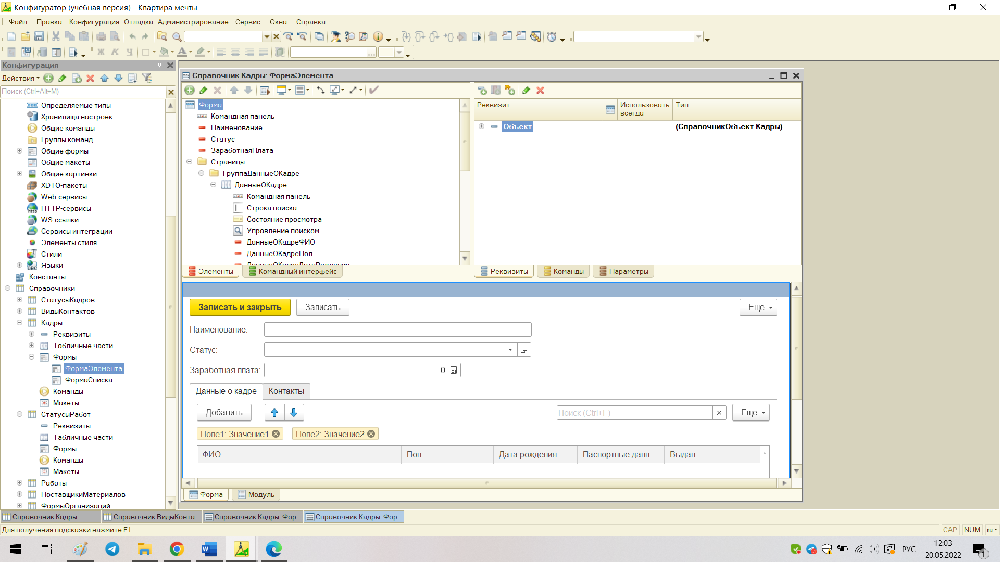 Конфигуратор (учебная версия) - Квартира мечты
Файл Правка Конфигурация Отладка Администрирование Сервис Окна Справка
Ж К Ч
Конфигурация
Действия
Поиск (Ctrl+Alt+M)
Определяемые типы
Хранилища настроек
Общие команды
Группы команд
Общие формы
Общие макеты
Общие картинки
XDTO-пакеты
Web-сервисы
HTTP-сервисы
WS-ссылки
Сервисы интеграции
Элементы стиля
Стили
Языки
Константы
Справочники
СтатусыКадров
ВидыКонтактов
Кадры
Реквизиты
Табличные части
Формы
ФормаЭлемента
ФормаСписка
Команды
Макеты
СтатусыРабот
Реквизиты
Табличные части
Формы
Команды
Макеты
Работы
ПоставщикиМатериалов
ФормыОрганизаций
Справочник Кадры: ФормаЭлемента
Форма
Командная панель
Наименование
Статус
ЗаработнаяПлата
Страницы
ГруппаДанныеОКадре
ДанныеОКадре
Командная панель
Строка поиска
Состояние просмотра
Управление поиском
ДанныеОКадреФИО
ДанныеОКадреПол
ДанныеОКадреДатаРождения
Элементы Командный интерфейс
Реквизит Использовать всегда Тип
Объект (СправочникОбъект.Кадры)
Реквизиты Команды Параметры
Записать и закрыть Записать Еще
Наименование:
Статус:
Заработная плата: 0
Данные о кадре Контакты
Добавить Поиск (Ctrl+F) × Еще
Поле1: Значение1 Поле2: Значение2
ФИО Пол Дата рождения Паспортные данн... Выдан
Форма Модуль
Справочник Кадры Справочник ВидыКонта... Справочник Кадры: Фор... Справочник Кадры: Фор...
Для получения подсказки нажмите F1 CAP NUM ru
РУС 12:03
20.05.2022
1